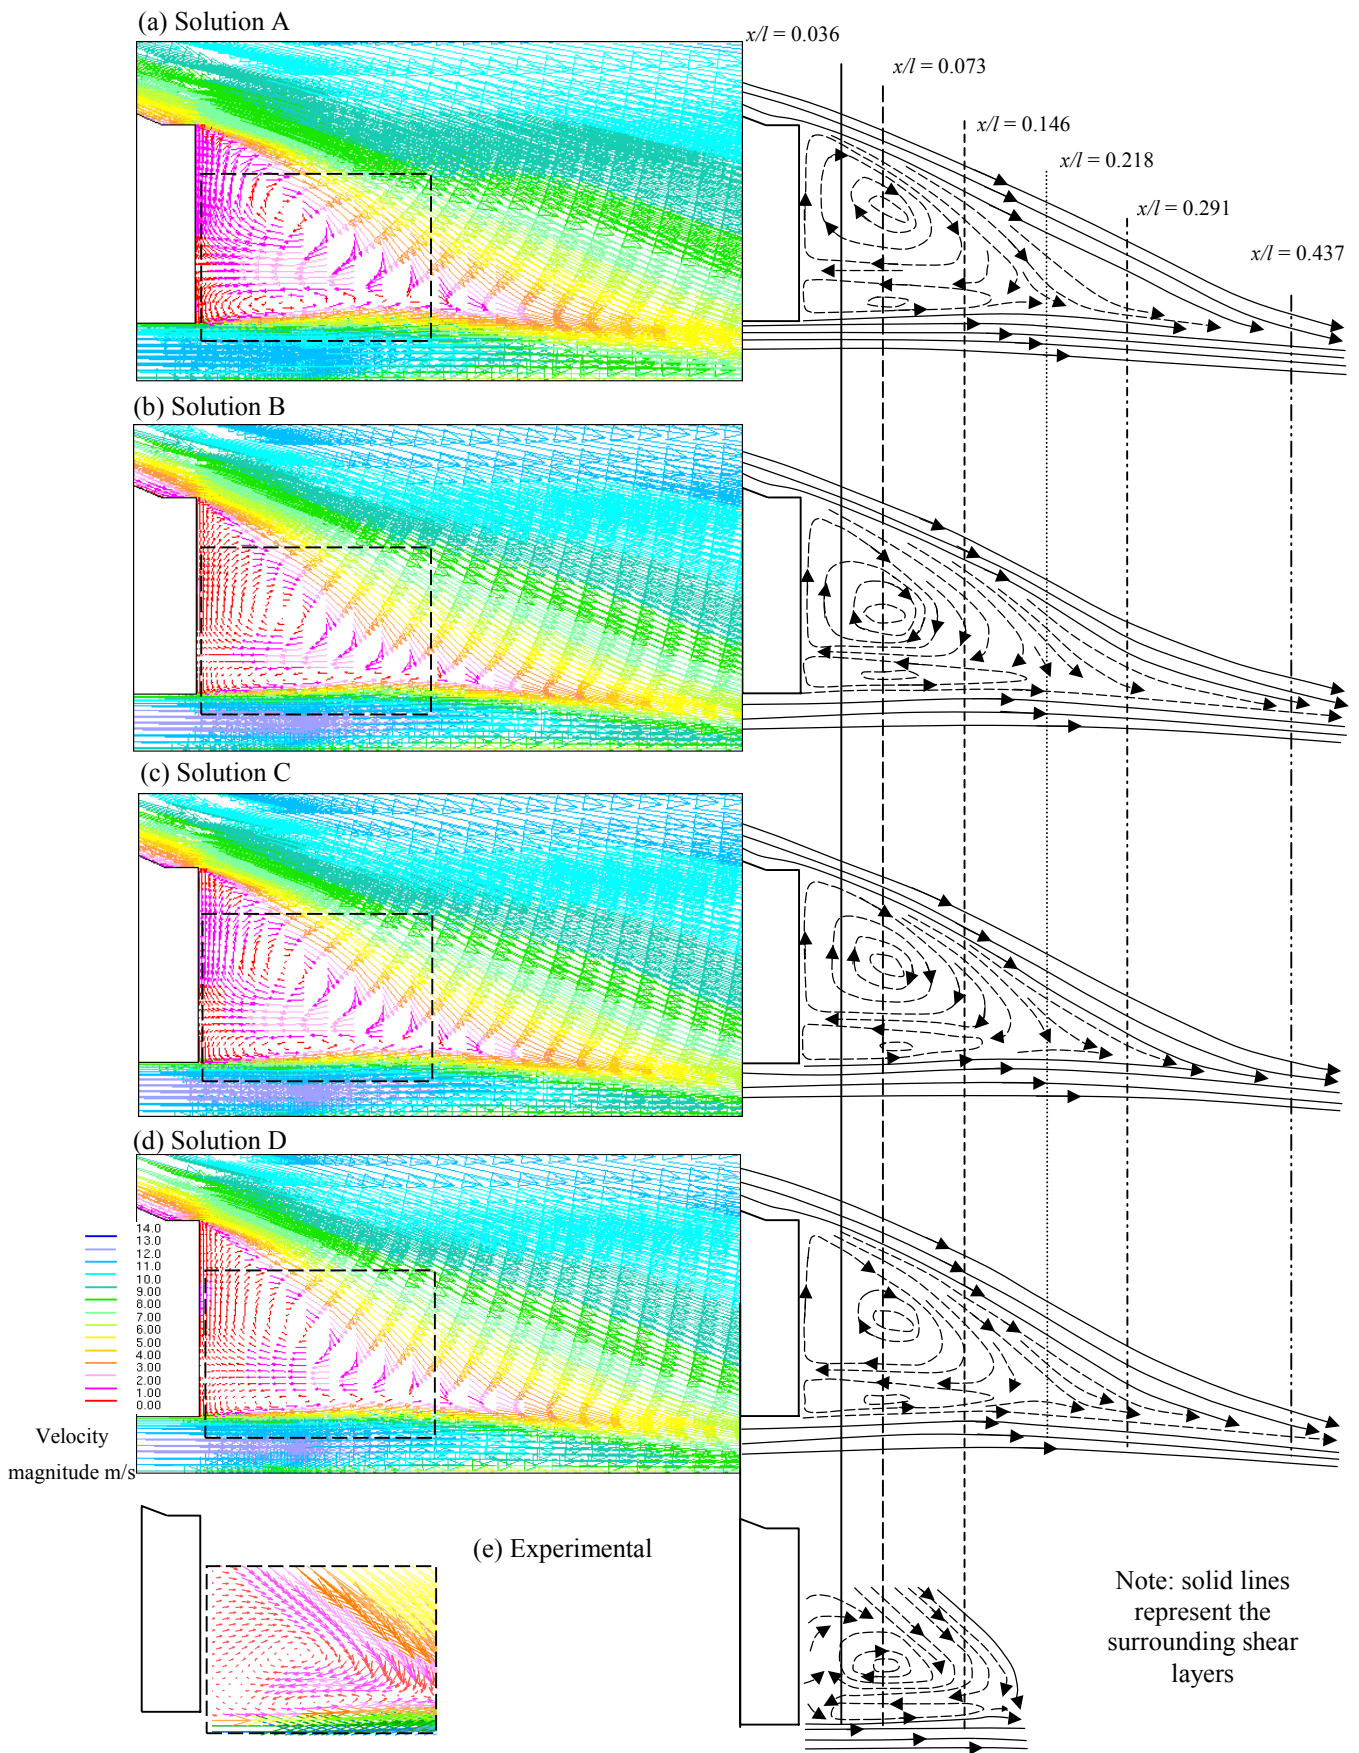 (a) Solution A
x/l = 0.036
x/l = 0.073
x/l = 0.146
x/l = 0.218
x/l = 0.291
x/l = 0.437
(b) Solution B
(c) Solution C
(d) Solution D
14.0
13.0
12.0
11.0
10.0
9.00
8.00
7.00
6.00
5.00
4.00
3.00
2.00
1.00
0.00
Velocity
magnitude m/s
(e) Experimental
Note: solid lines
represent the
surrounding shear
layers